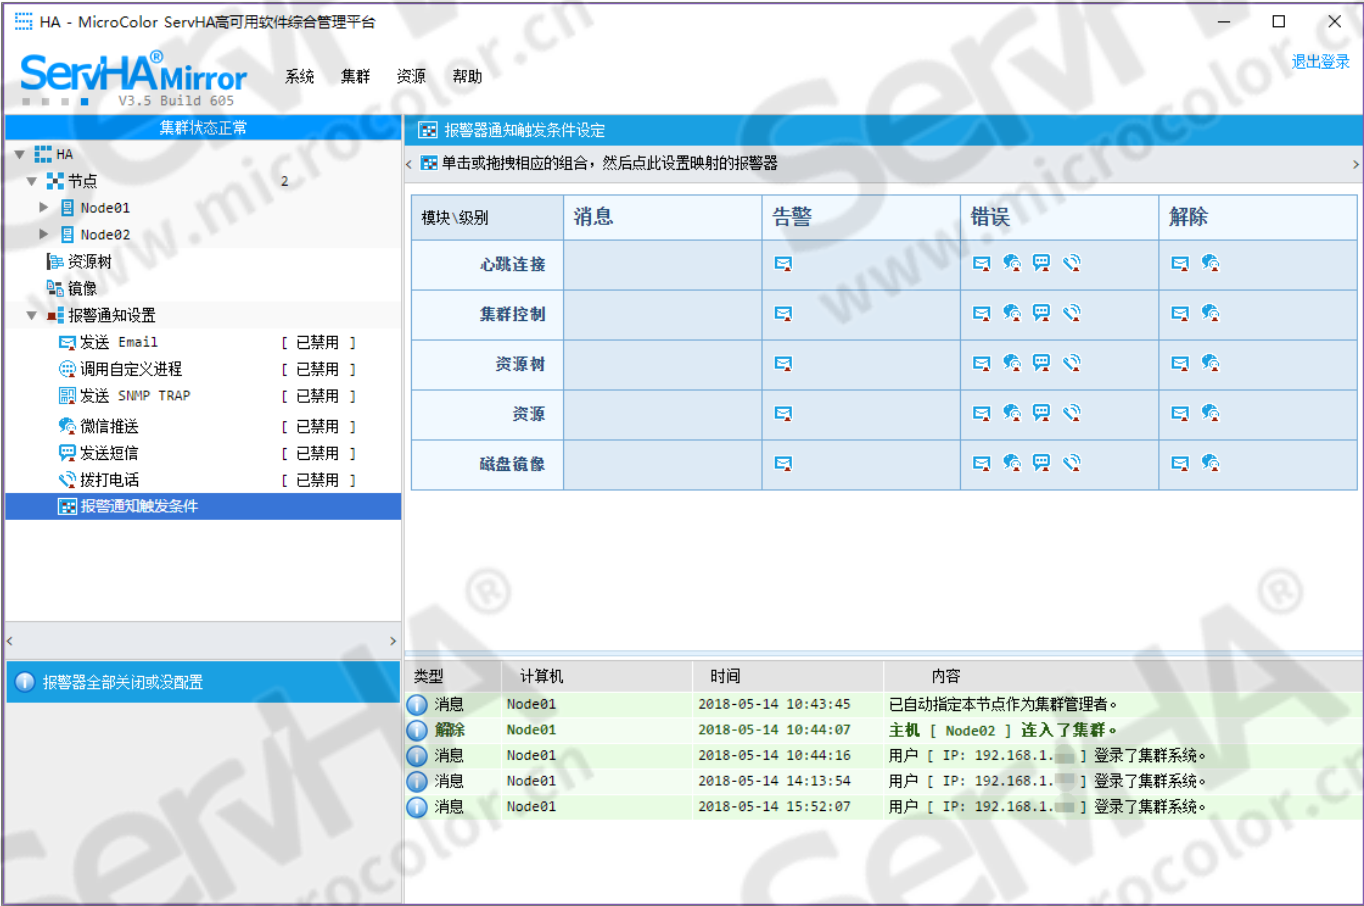 HA - MicroColor ServHA高可用软件综合管理平台
ServHA® Mirror
V3.5 Build 605
系统 集群 资源 帮助
退出登录
集群状态正常
HA
节点 2
Node01
Node02
资源树
镜像
报警通知设置
发送 Email [ 已禁用 ]
调用自定义进程 [ 已禁用 ]
发送 SNMP TRAP [ 已禁用 ]
微信推送 [ 已禁用 ]
发送短信 [ 已禁用 ]
拨打电话 [ 已禁用 ]
报警通知触发条件
报警器全部关闭或没配置
报警器通知触发条件设定
单击或拖拽相应的组合，然后点此设置映射的报警器
模块\级别 消息 告警 错误 解除
心跳连接
集群控制
资源树
资源
磁盘镜像
类型 计算机 时间 内容
消息 Node01 2018-05-14 10:43:45 已自动指定本节点作为集群管理者。
解除 Node01 2018-05-14 10:44:07 主机 [ Node02 ] 连入了集群。
消息 Node01 2018-05-14 10:44:16 用户 [ IP: 192.168.1. ] 登录了集群系统。
消息 Node01 2018-05-14 14:13:54 用户 [ IP: 192.168.1. ] 登录了集群系统。
消息 Node01 2018-05-14 15:52:07 用户 [ IP: 192.168.1. ] 登录了集群系统。
ServHA®
www.microcolor.cn